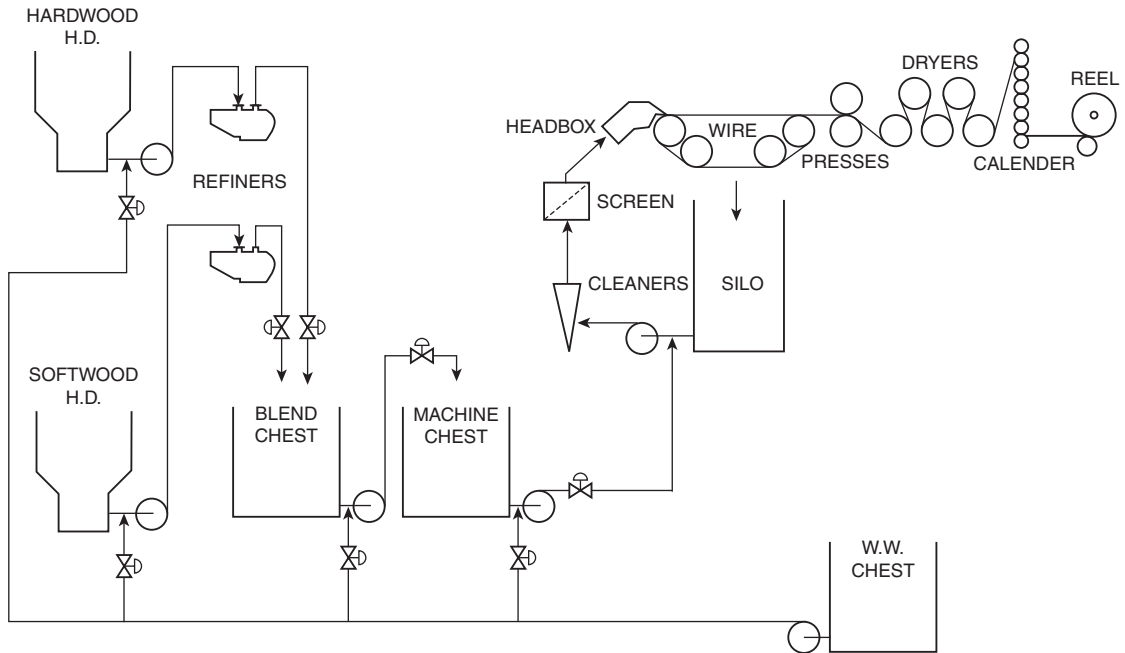 HARDWOOD
H.D.
REFINERS
SOFTWOOD
H.D.
BLEND
CHEST
MACHINE
CHEST
HEADBOX
WIRE
PRESSES
DRYERS
CALENDER
REEL
SCREEN
CLEANERS
SILO
W.W.
CHEST